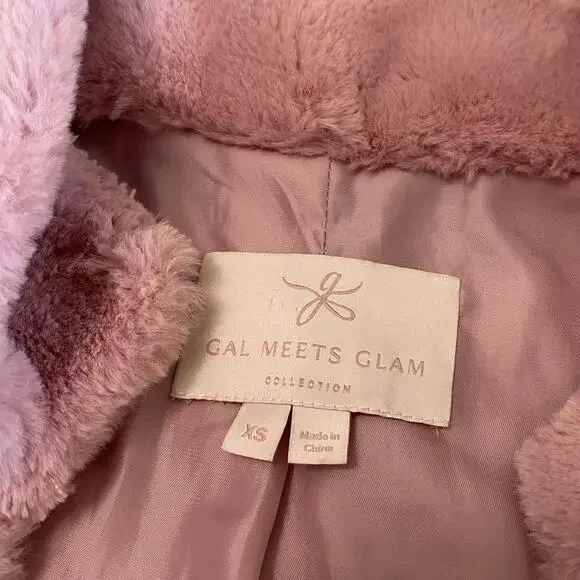 g
GAL MEETS GLAM
COLLECTION
XS
Made in
China